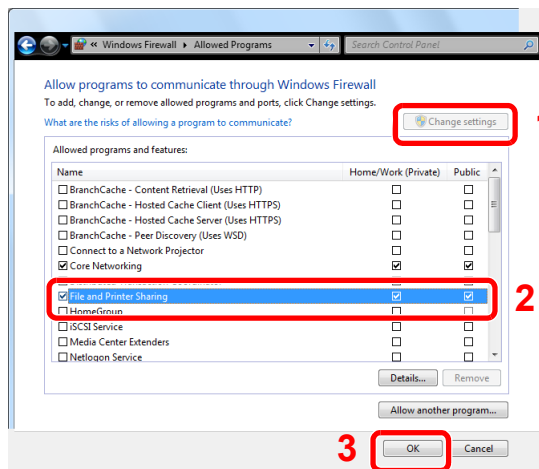 « Windows Firewall ▸ Allowed Programs
Search Control Panel
Allow programs to communicate through Windows Firewall
To add, change, or remove allowed programs and ports, click Change settings.
What are the risks of allowing a program to communicate?
Change settings
Allowed programs and features:
Name Home/Work (Private) Public
BranchCache - Content Retrieval (Uses HTTP)
BranchCache - Hosted Cache Client (Uses HTTPS)
BranchCache - Hosted Cache Server (Uses HTTPS)
BranchCache - Peer Discovery (Uses WSD)
Connect to a Network Projector
Core Networking
File and Printer Sharing
2
HomeGroup
iSCSI Service
Media Center Extenders
Netlogon Service
Details... Remove
Allow another program...
3 OK Cancel